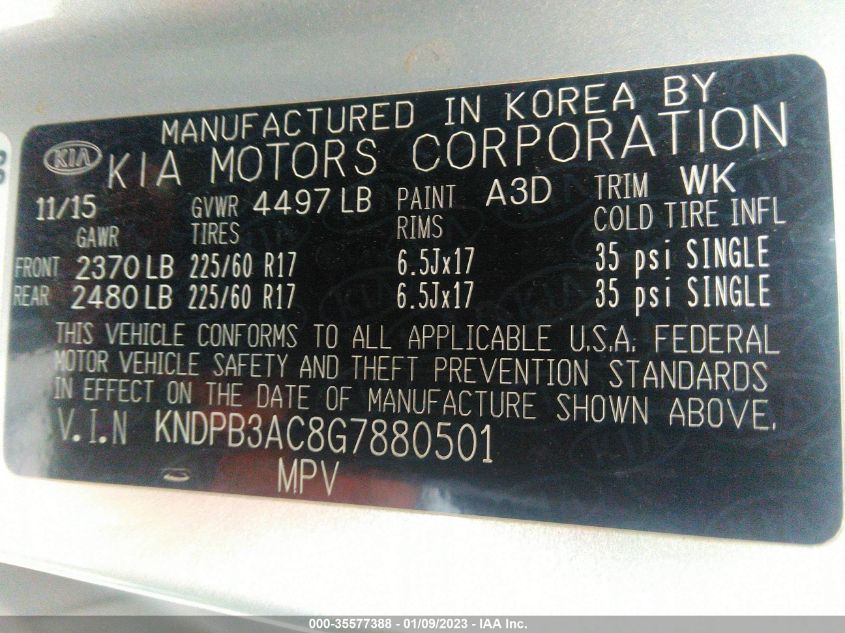 MANUFACTURED IN KOREA BY
KIA KIA MOTORS CORPORATION
11/15 GVWR 4497 LB PAINT A3D TRIM WK
GAWR TIRES RIMS COLD TIRE INFL
FRONT 2370 LB 225/60 R17 6.5Jx17 35 psi SINGLE
REAR 2480 LB 225/60 R17 6.5Jx17 35 psi SINGLE
THIS VEHICLE CONFORMS TO ALL APPLICABLE U.S.A. FEDERAL
MOTOR VEHICLE SAFETY AND THEFT PREVENTION STANDARDS
IN EFFECT ON THE DATE OF MANUFACTURE SHOWN ABOVE.
V.I.N KNDPB3AC8G7880501
MPV
000-35577388 - 01/09/2023 - IAA Inc.